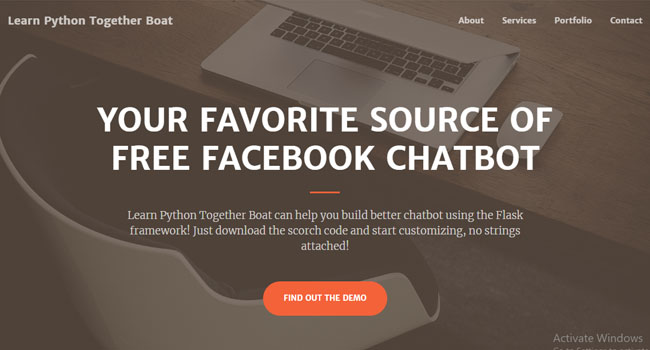 Learn Python Together Boat
About Services Portfolio Contact
YOUR FAVORITE SOURCE OF
FREE FACEBOOK CHATBOT
Learn Python Together Boat can help you build better chatbot using the Flask
framework! Just download the scorch code and start customizing, no strings
attached!
FIND OUT THE DEMO
Activate Windows